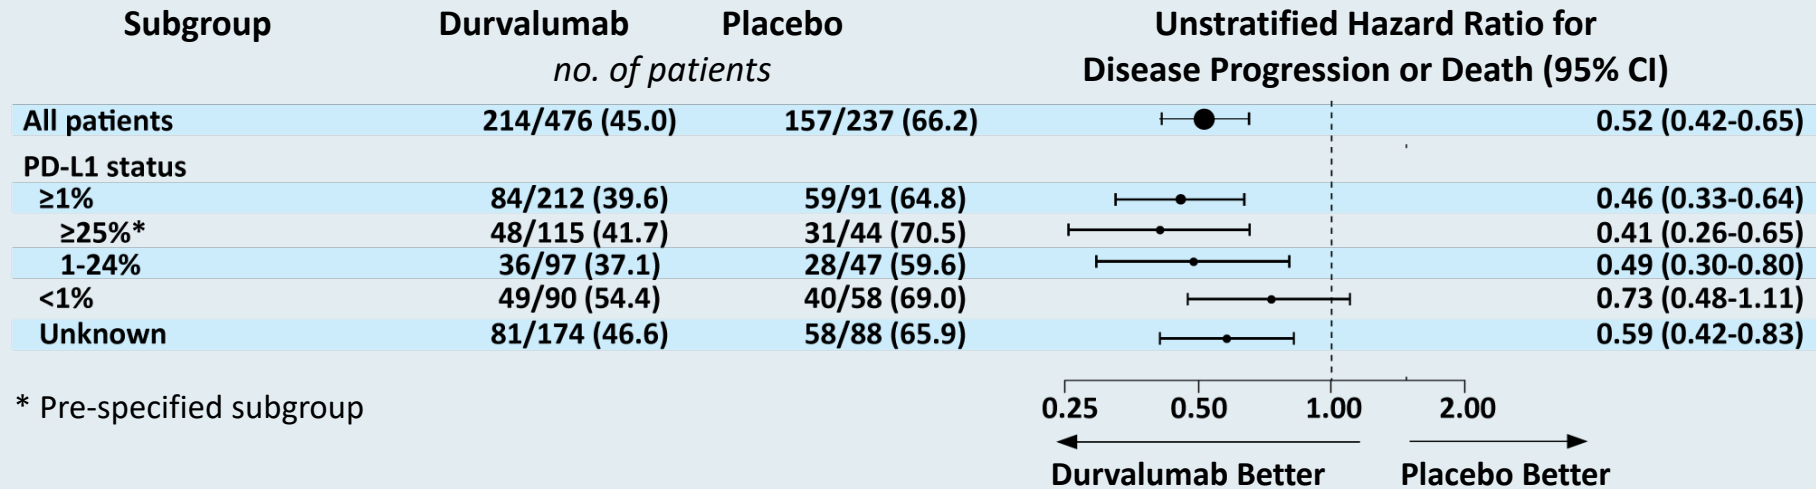 Subgroup Durvalumab Placebo Unstratified Hazard Ratio for
no. of patients Disease Progression or Death (95% CI)
All patients 214/476 (45.0) 157/237 (66.2) 0.52 (0.42-0.65)
PD-L1 status
≥1% 84/212 (39.6) 59/91 (64.8) 0.46 (0.33-0.64)
≥25%* 48/115 (41.7) 31/44 (70.5) 0.41 (0.26-0.65)
1-24% 36/97 (37.1) 28/47 (59.6) 0.49 (0.30-0.80)
<1% 49/90 (54.4) 40/58 (69.0) 0.73 (0.48-1.11)
Unknown 81/174 (46.6) 58/88 (65.9) 0.59 (0.42-0.83)
* Pre-specified subgroup 0.25 0.50 1.00 2.00
Durvalumab Better Placebo Better